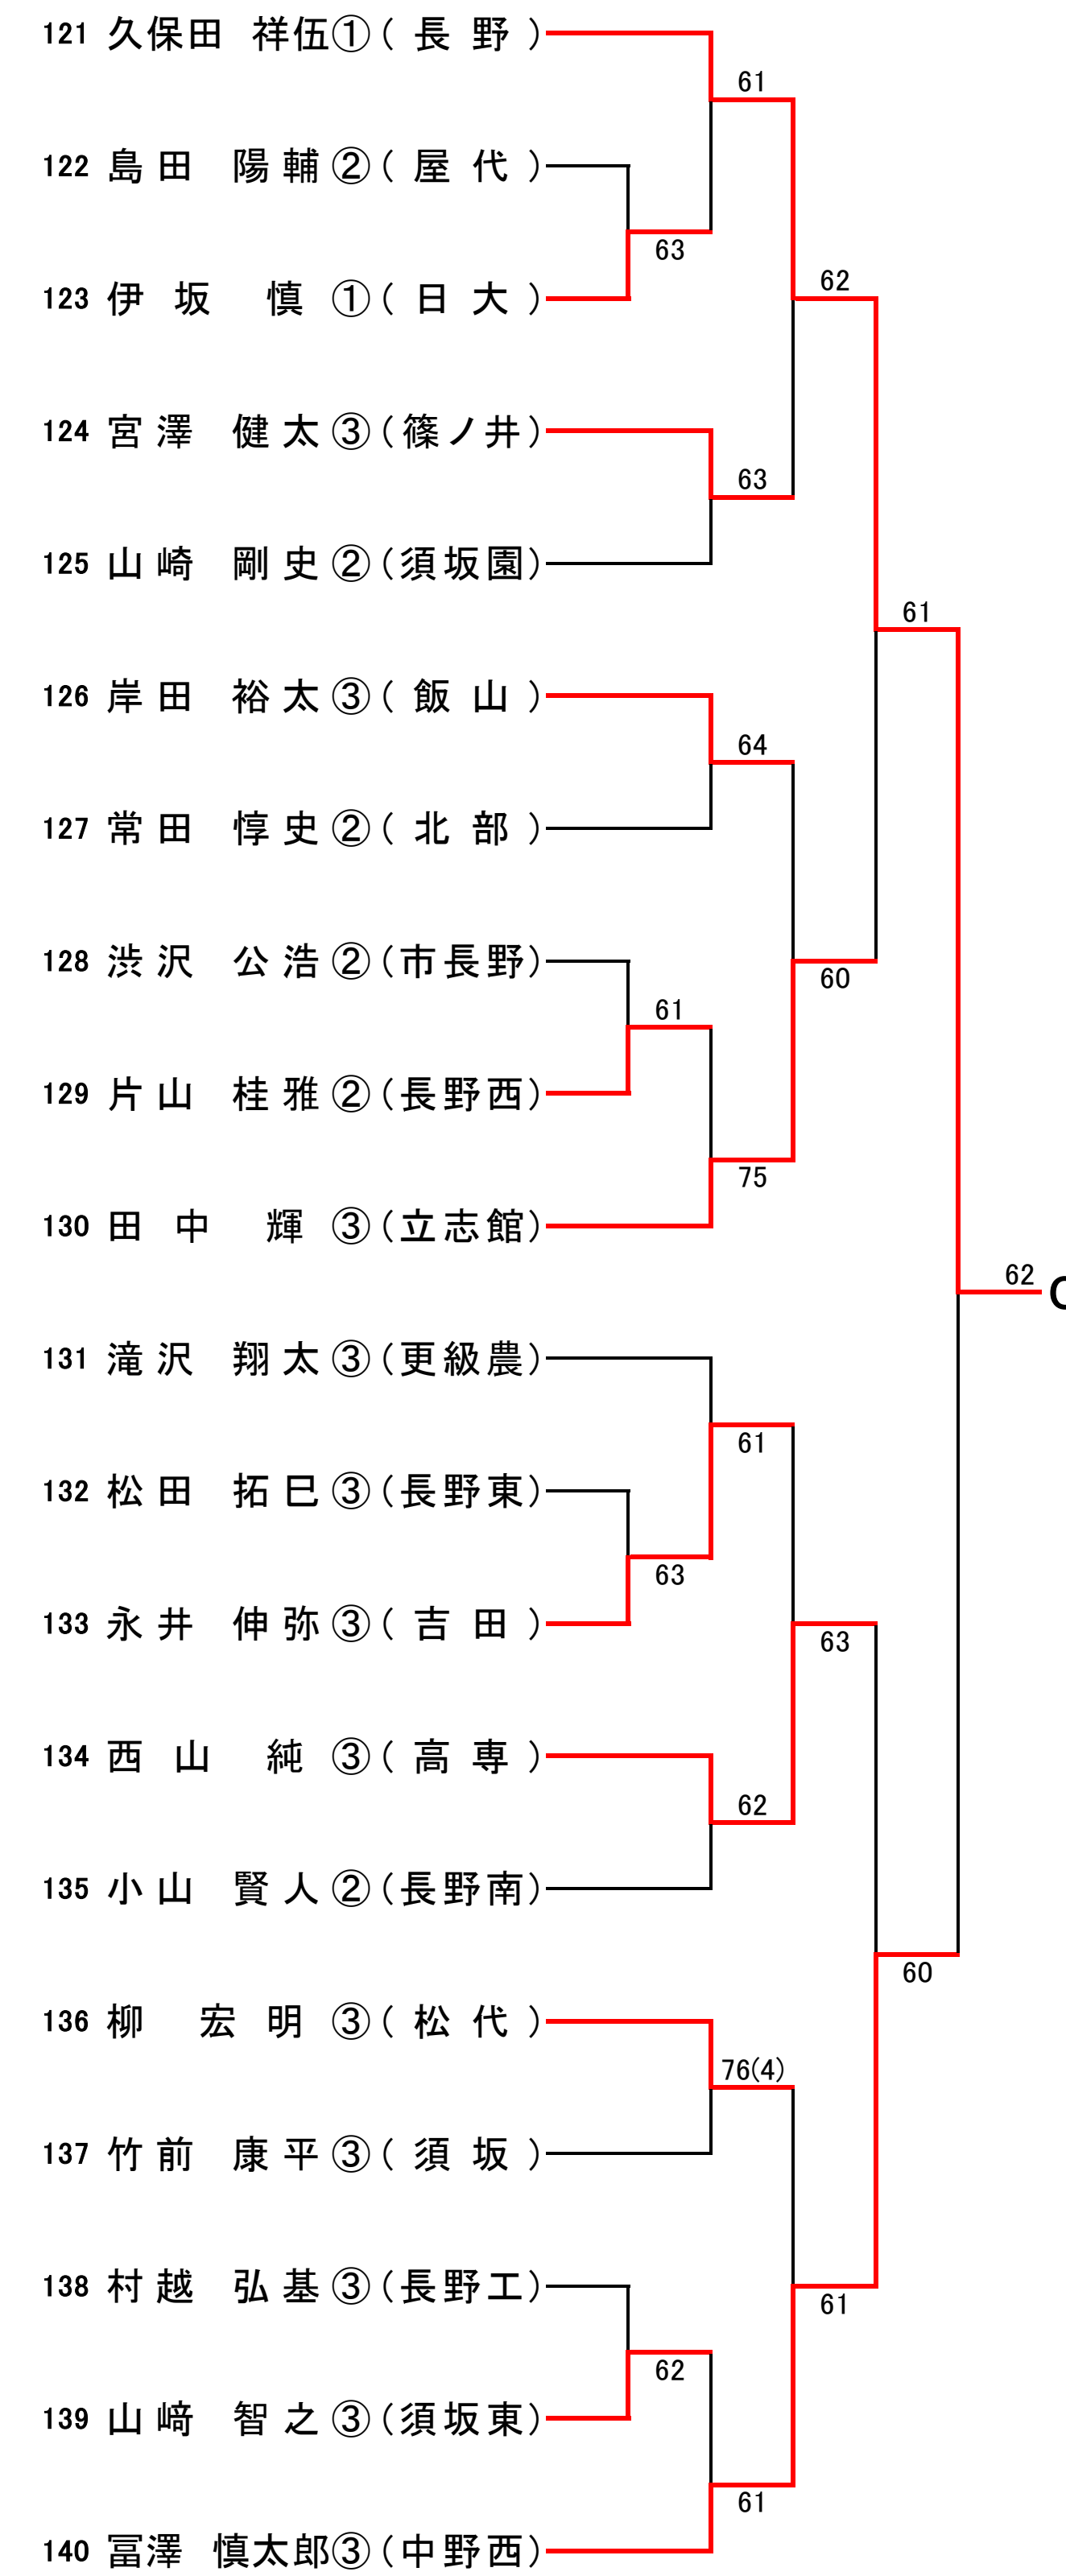 121 久保田 祥伍①(長野)
61
122 島田 陽輔②(屋代)
63
123 伊坂 慎①(日大)
62
124 宮澤 健太③(篠ノ井)
63
125 山崎 剛史②(須坂園)
61
126 岸田 裕太③(飯山)
64
127 常田 惇史②(北部)
128 渋沢 公浩②(市長野)
60
61
129 片山 桂雅②(長野西)
75
130 田中 輝③(立志館)
62
131 滝沢 翔太③(更級農)
61
132 松田 拓巳③(長野東)
63
133 永井 伸弥③(吉田)
63
134 西山 純③(高専)
62
135 小山 賢人②(長野南)
60
136 柳 宏明③(松代)
76(4)
137 竹前 康平③(須坂)
138 村越 弘基③(長野工)
61
62
139 山﨑 智之③(須坂東)
61
140 冨澤 慎太郎③(中野西)